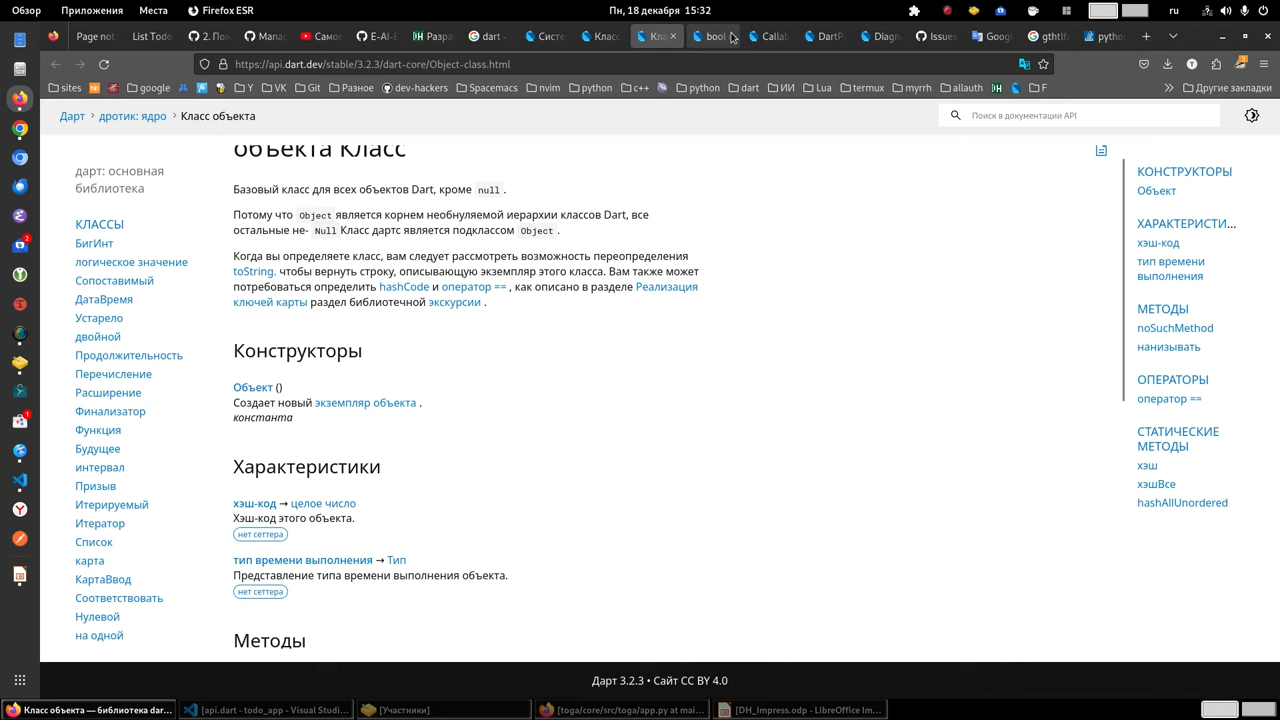 Обзор Приложения Места Firefox ESR Пн, 18 декабря 15:32 ru
Page not List Todo 2. По Мана Самое E-Al-E Разра dart - Систе Класс Кла bool Callab DartP Diagn Issues Googl gthtlf python
https://api.dart.dev/stable/3.2.3/dart-core/Object-class.html
sites google Y VK Git Разное dev-hackers Spacemacs nvim python c++ python dart ИИ Lua termux myrrh allauth F Другие закладки
Дарт > дротик: ядро > Класс объекта
Поиск в документации API
дарт: основная
библиотека
КЛАССЫ
БигИнт
логическое значение
Сопоставимый
ДатаВремя
Устарело
двойной
Продолжительность
Перечисление
Расширение
Финализатор
Функция
Будущее
интервал
Призыв
Итерируемый
Итератор
Список
карта
КартаВвод
Соответствовать
Нулевой
на одной
объекта Класс
Базовый класс для всех объектов Dart, кроме null .
Потому что Object является корнем необнуляемой иерархии классов Dart, все
остальные не- Null Класс дартс является подклассом Object .
Когда вы определяете класс, вам следует рассмотреть возможность переопределения
toString. чтобы вернуть строку, описывающую экземпляр этого класса. Вам также может
потребоваться определить hashCode и оператор == , как описано в разделе Реализация
ключей карты раздел библиотечной экскурсии .
Конструкторы
Объект ()
Создает новый экземпляр объекта .
константа
Характеристики
хэш-код → целое число
Хэш-код этого объекта.
нет сеттера
тип времени выполнения → Тип
Представление типа времени выполнения объекта.
нет сеттера
Методы
КОНСТРУКТОРЫ
Объект
ХАРАКТЕРИСТИ...
хэш-код
тип времени
выполнения
МЕТОДЫ
noSuchMethod
нанизывать
ОПЕРАТОРЫ
оператор ==
СТАТИЧЕСКИЕ
МЕТОДЫ
хэш
хэшВсе
hashAllUnordered
Дарт 3.2.3 • Сайт CC BY 4.0
Класс объекта — библиотека dar... [api.dart - todo_app - Visual Studi... [Участники] [toga/core/src/toga/app.py at mai... [DH_Impress.odp - LibreOffice Im...